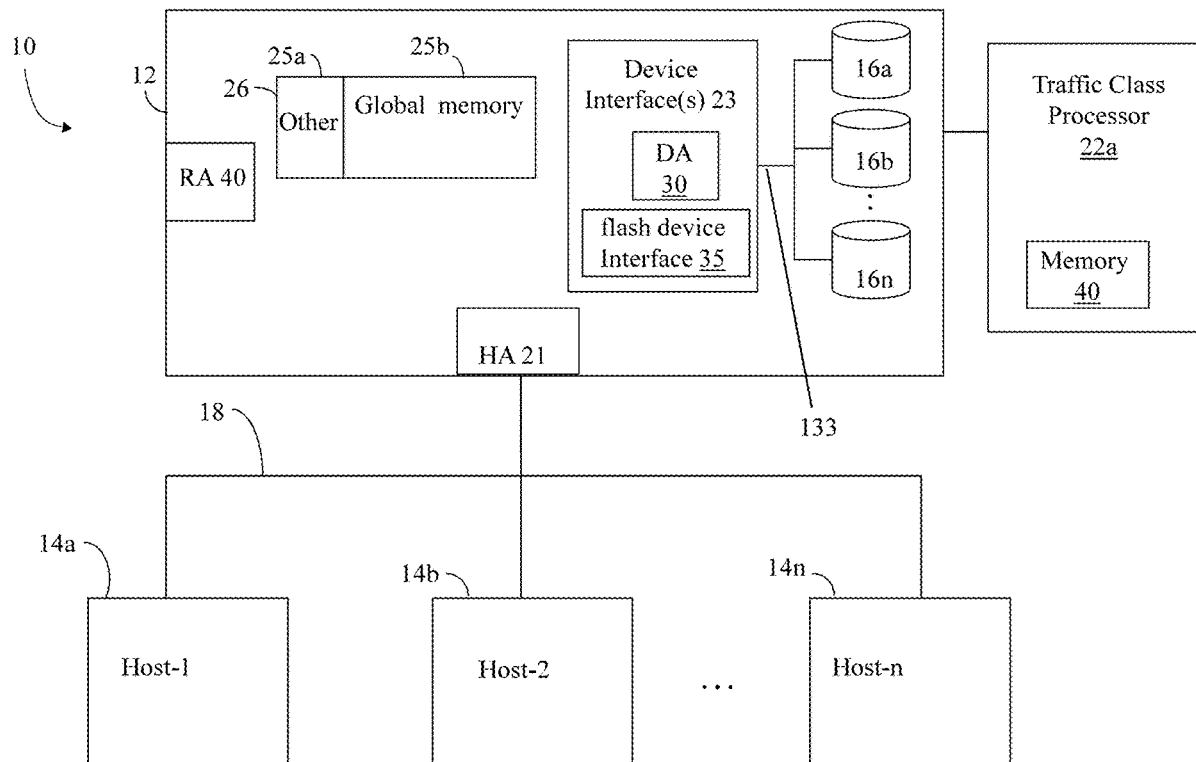 10
12
25a
25b
26
Other
Global memory
RA 40
Device
Interface(s) 23
DA
30
flash device
Interface 35
16a
16b
16n
Traffic Class
Processor
22a
Memory
40
HA 21
133
18
14a
14b
14n
Host-1
Host-2
...
Host-n